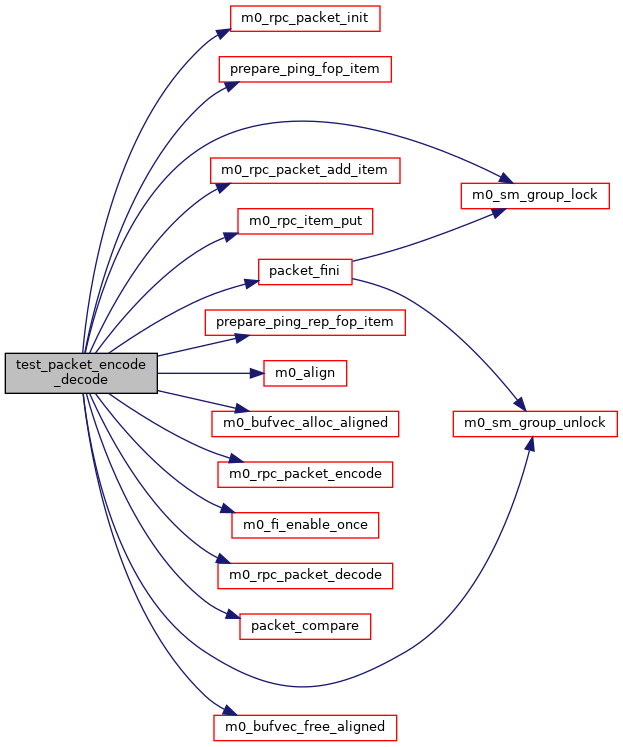 m0_rpc_packet_init
prepare_ping_fop_item
m0_rpc_packet_add_item
m0_sm_group_lock
m0_rpc_item_put
packet_fini
prepare_ping_rep_fop_item
test_packet_encode
_decode
m0_align
m0_bufvec_alloc_aligned
m0_sm_group_unlock
m0_rpc_packet_encode
m0_fi_enable_once
m0_rpc_packet_decode
packet_compare
m0_bufvec_free_aligned